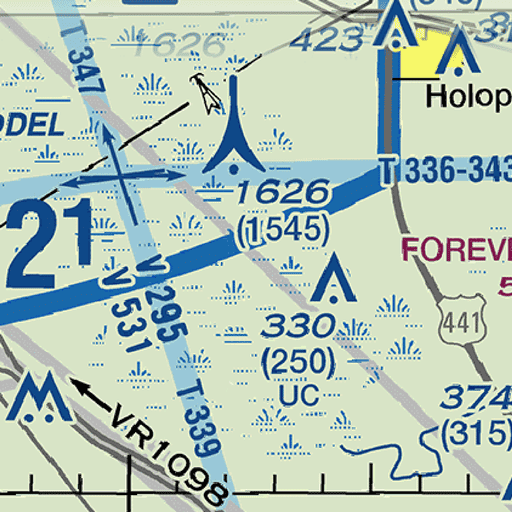 1626
423
T 347
Holop
ODEL
T 336-343
1626
(1545)
21
FOREVE
V 295
V 531
441
330
(250)
UC
374
(315)
T 339
VR1098